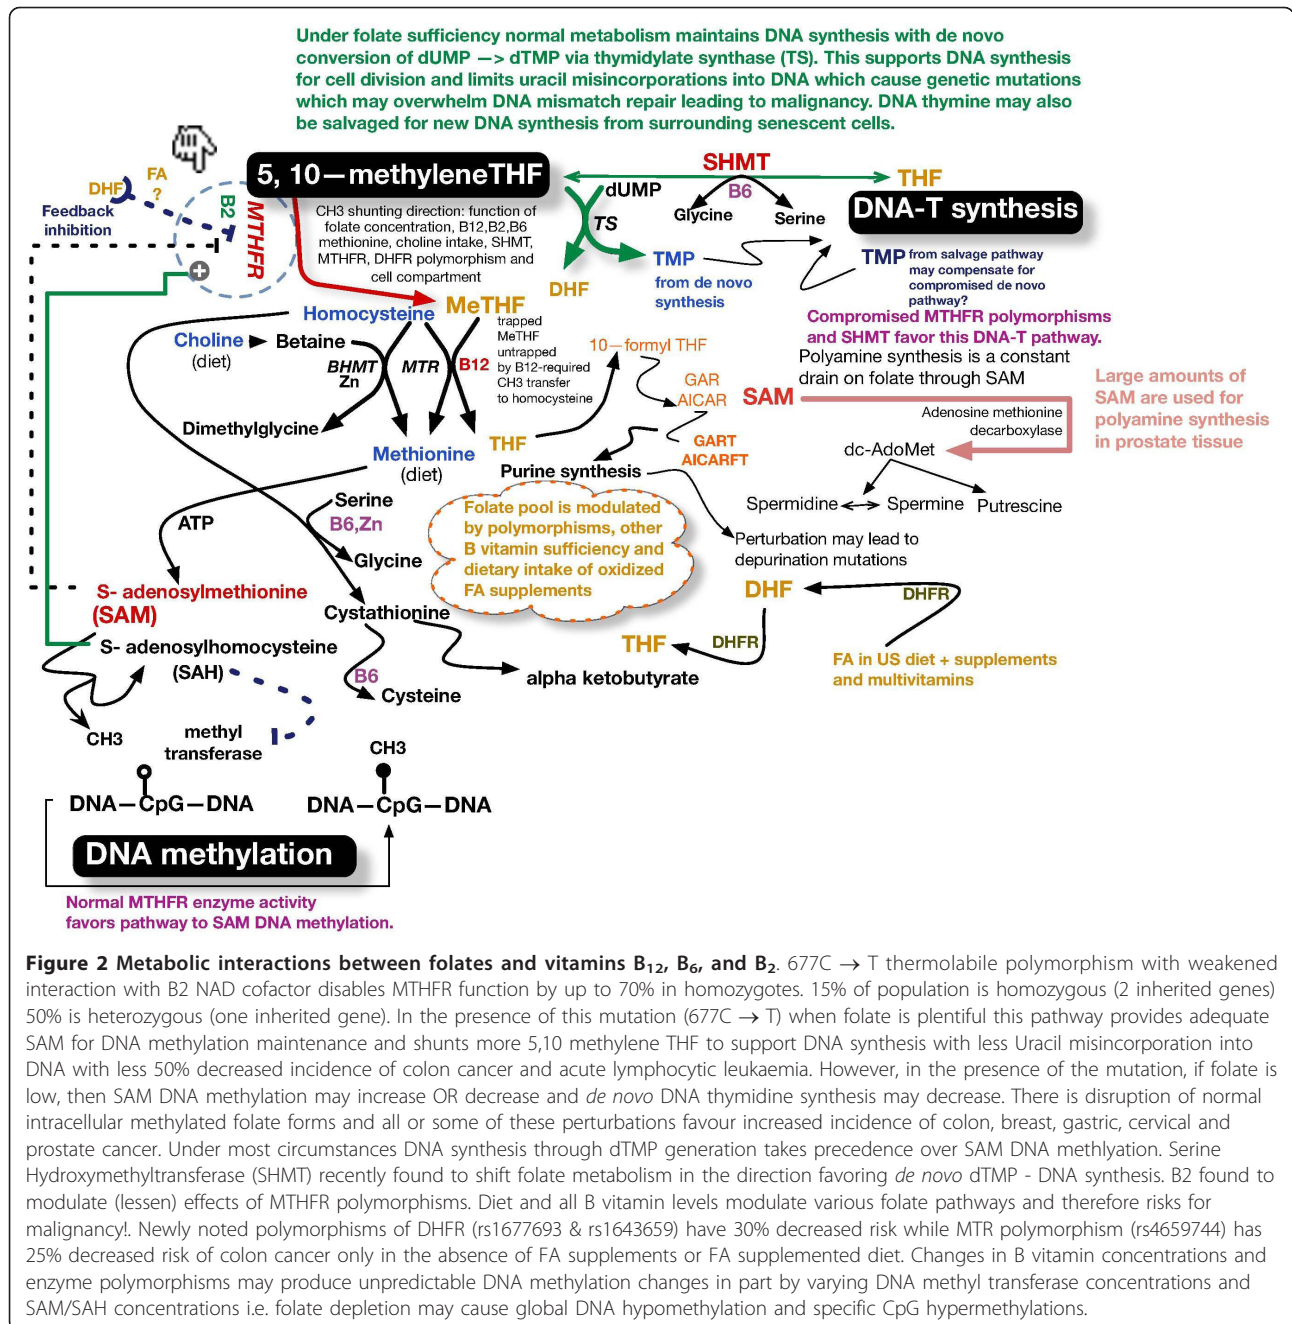 Under folate sufficiency normal metabolism maintains DNA synthesis with de novo
conversion of dUMP —> dTMP via thymidylate synthase (TS). This supports DNA synthesis
for cell division and limits uracil misincorporations into DNA which cause genetic mutations
which may overwhelm DNA mismatch repair leading to malignancy. DNA thymine may also
be salvaged for new DNA synthesis from surrounding senescent cells.
FA
?
DHF
Feedback
inhibition
B2
MTHFR
+
5, 10—methyleneTHF
CH3 shunting direction: function of
folate concentration, B12,B2,B6
methionine, choline intake, SHMT,
MTHFR, DHFR polymorphism and
cell compartment
dUMP
TS
DHF
SHMT
B6
Glycine
Serine
THF
DNA-T synthesis
TMP
from de novo
synthesis
TMP from salvage pathway
may compensate for
compromised de novo
pathway?
Compromised MTHFR polymorphisms
and SHMT favor this DNA-T pathway.
Homocysteine
MeTHF
Choline
(diet)
Betaine
BHMT
Zn
MTR
B12
trapped
MeTHF
untrapped
by B12-required
CH3 transfer
to homocysteine
10—formyl THF
GAR
AICAR
GART
AICARFT
Polyamine synthesis is a constant
drain on folate through SAM
SAM
Adenosine methionine
decarboxylase
Large amounts of
SAM are used for
polyamine synthesis
in prostate tissue
dc-AdoMet
Spermidine
Spermine
Putrescine
Dimethylglycine
Methionine
(diet)
THF
Purine synthesis
Perturbation may lead to
depurination mutations
ATP
Serine
B6,Zn
Glycine
Folate pool is modulated
by polymorphisms, other
B vitamin sufficiency and
dietary intake of oxidized
FA supplements
DHF
DHFR
DHFR
THF
FA in US diet + supplements
and multivitamins
S- adenosylmethionine
(SAM)
S- adenosylhomocysteine
(SAH)
Cystathionine
B6
Cysteine
alpha ketobutyrate
CH3
methyl
transferase
CH3
DNA—CpG—DNA
DNA—CpG—DNA
DNA methylation
Normal MTHFR enzyme activity
favors pathway to SAM DNA methylation.
Figure 2 Metabolic interactions between folates and vitamins B12, B6, and B2. 677C → T thermolabile polymorphism with weakened
interaction with B2 NAD cofactor disables MTHFR function by up to 70% in homozygotes. 15% of population is homozygous (2 inherited genes)
50% is heterozygous (one inherited gene). In the presence of this mutation (677C → T) when folate is plentiful this pathway provides adequate
SAM for DNA methylation maintenance and shunts more 5,10 methylene THF to support DNA synthesis with less Uracil misincorporation into
DNA with less 50% decreased incidence of colon cancer and acute lymphocytic leukaemia. However, in the presence of the mutation, if folate is
low, then SAM DNA methylation may increase OR decrease and de novo DNA thymidine synthesis may decrease. There is disruption of normal
intracellular methylated folate forms and all or some of these perturbations favour increased incidence of colon, breast, gastric, cervical and
prostate cancer. Under most circumstances DNA synthesis through dTMP generation takes precedence over SAM DNA methlyation. Serine
Hydroxymethyltransferase (SHMT) recently found to shift folate metabolism in the direction favoring de novo dTMP - DNA synthesis. B2 found to
modulate (lessen) effects of MTHFR polymorphisms. Diet and all B vitamin levels modulate various folate pathways and therefore risks for
malignancy!. Newly noted polymorphisms of DHFR (rs1677693 & rs1643659) have 30% decreased risk while MTR polymorphism (rs4659744) has
25% decreased risk of colon cancer only in the absence of FA supplements or FA supplemented diet. Changes in B vitamin concentrations and
enzyme polymorphisms may produce unpredictable DNA methylation changes in part by varying DNA methyl transferase concentrations and
SAM/SAH concentrations i.e. folate depletion may cause global DNA hypomethylation and specific CpG hypermethylations.